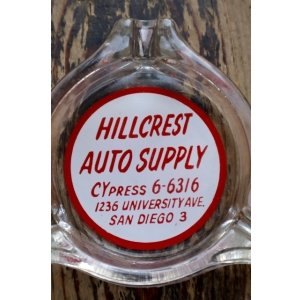 HILLCREST
AUTO SUPPLY
CYPRESS 6-6316
1236 UNIVERSITY AVE.
SAN DIEGO 3